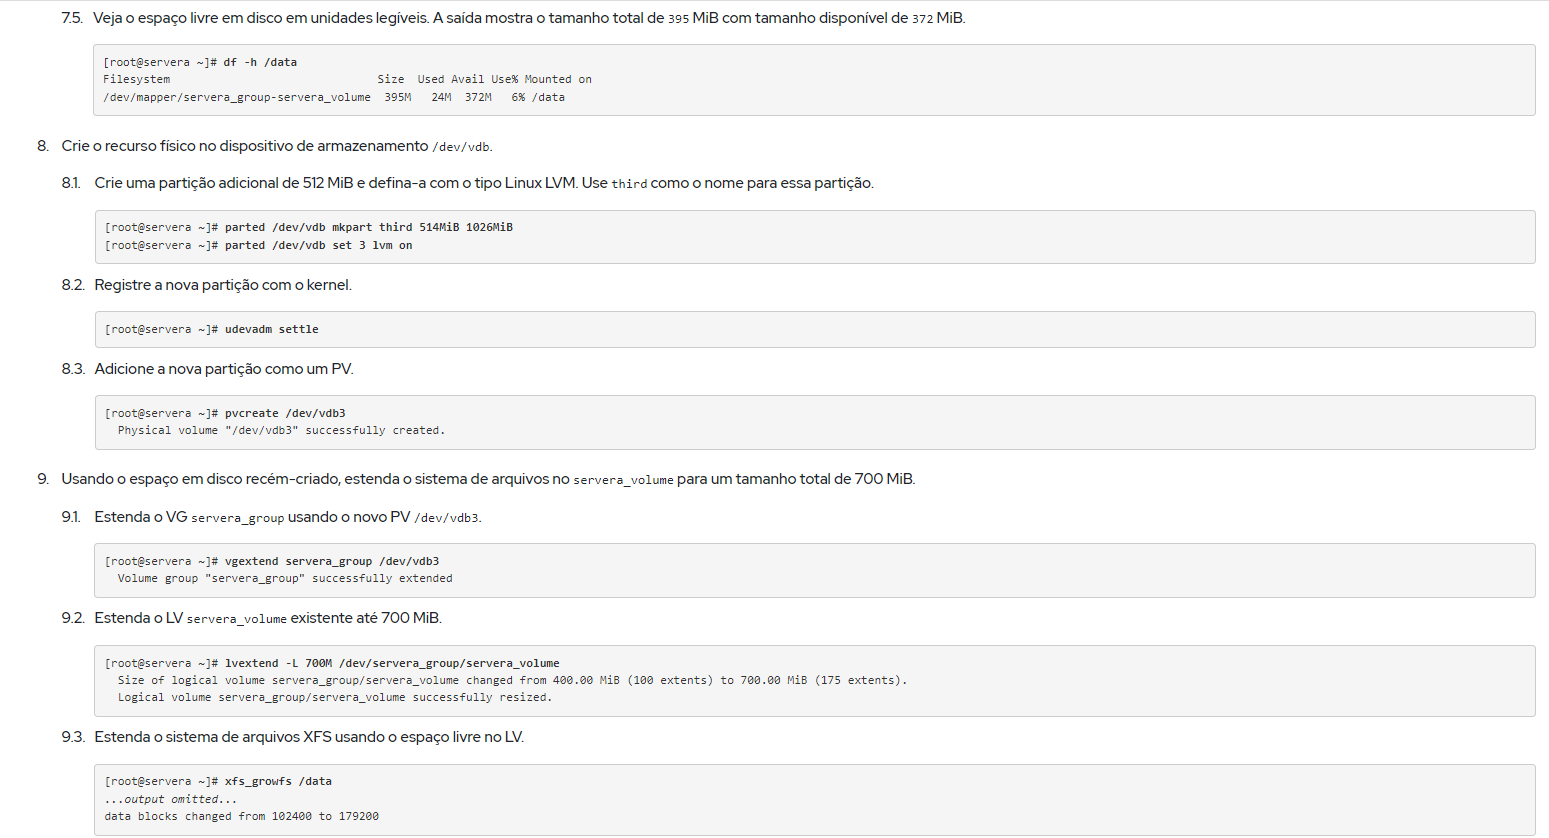 7.5. Veja o espaço livre em disco em unidades legíveis. A saída mostra o tamanho total de 395 MiB com tamanho disponível de 372 MiB.
[root@servera ~]# df -h /data
Filesystem Size Used Avail Use% Mounted on
/dev/mapper/servera_group-servera_volume 395M 24M 372M 6% /data
8. Crie o recurso físico no dispositivo de armazenamento /dev/vdb.
8.1. Crie uma partição adicional de 512 MiB e defina-a com o tipo Linux LVM. Use third como o nome para essa partição.
[root@servera ~]# parted /dev/vdb mkpart third 514MiB 1026MiB
[root@servera ~]# parted /dev/vdb set 3 lvm on
8.2. Registre a nova partição com o kernel.
[root@servera ~]# udevadm settle
8.3. Adicione a nova partição como um PV.
[root@servera ~]# pvcreate /dev/vdb3
Physical volume "/dev/vdb3" successfully created.
9. Usando o espaço em disco recém-criado, estenda o sistema de arquivos no servera_volume para um tamanho total de 700 MiB.
9.1. Estenda o VG servera_group usando o novo PV /dev/vdb3.
[root@servera ~]# vgextend servera_group /dev/vdb3
Volume group "servera_group" successfully extended
9.2. Estenda o LV servera_volume existente até 700 MiB.
[root@servera ~]# lvextend -L 700M /dev/servera_group/servera_volume
Size of logical volume servera_group/servera_volume changed from 400.00 MiB (100 extents) to 700.00 MiB (175 extents).
Logical volume servera_group/servera_volume successfully resized.
9.3. Estenda o sistema de arquivos XFS usando o espaço livre no LV.
[root@servera ~]# xfs_growfs /data
...output omitted...
data blocks changed from 102400 to 179200